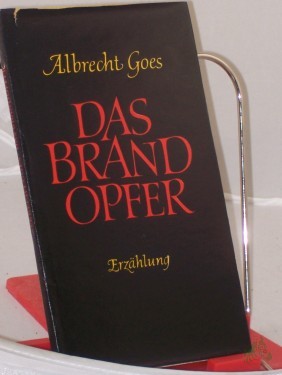 Albrecht Goes
DAS
BRAND
OPFER
Erzählung